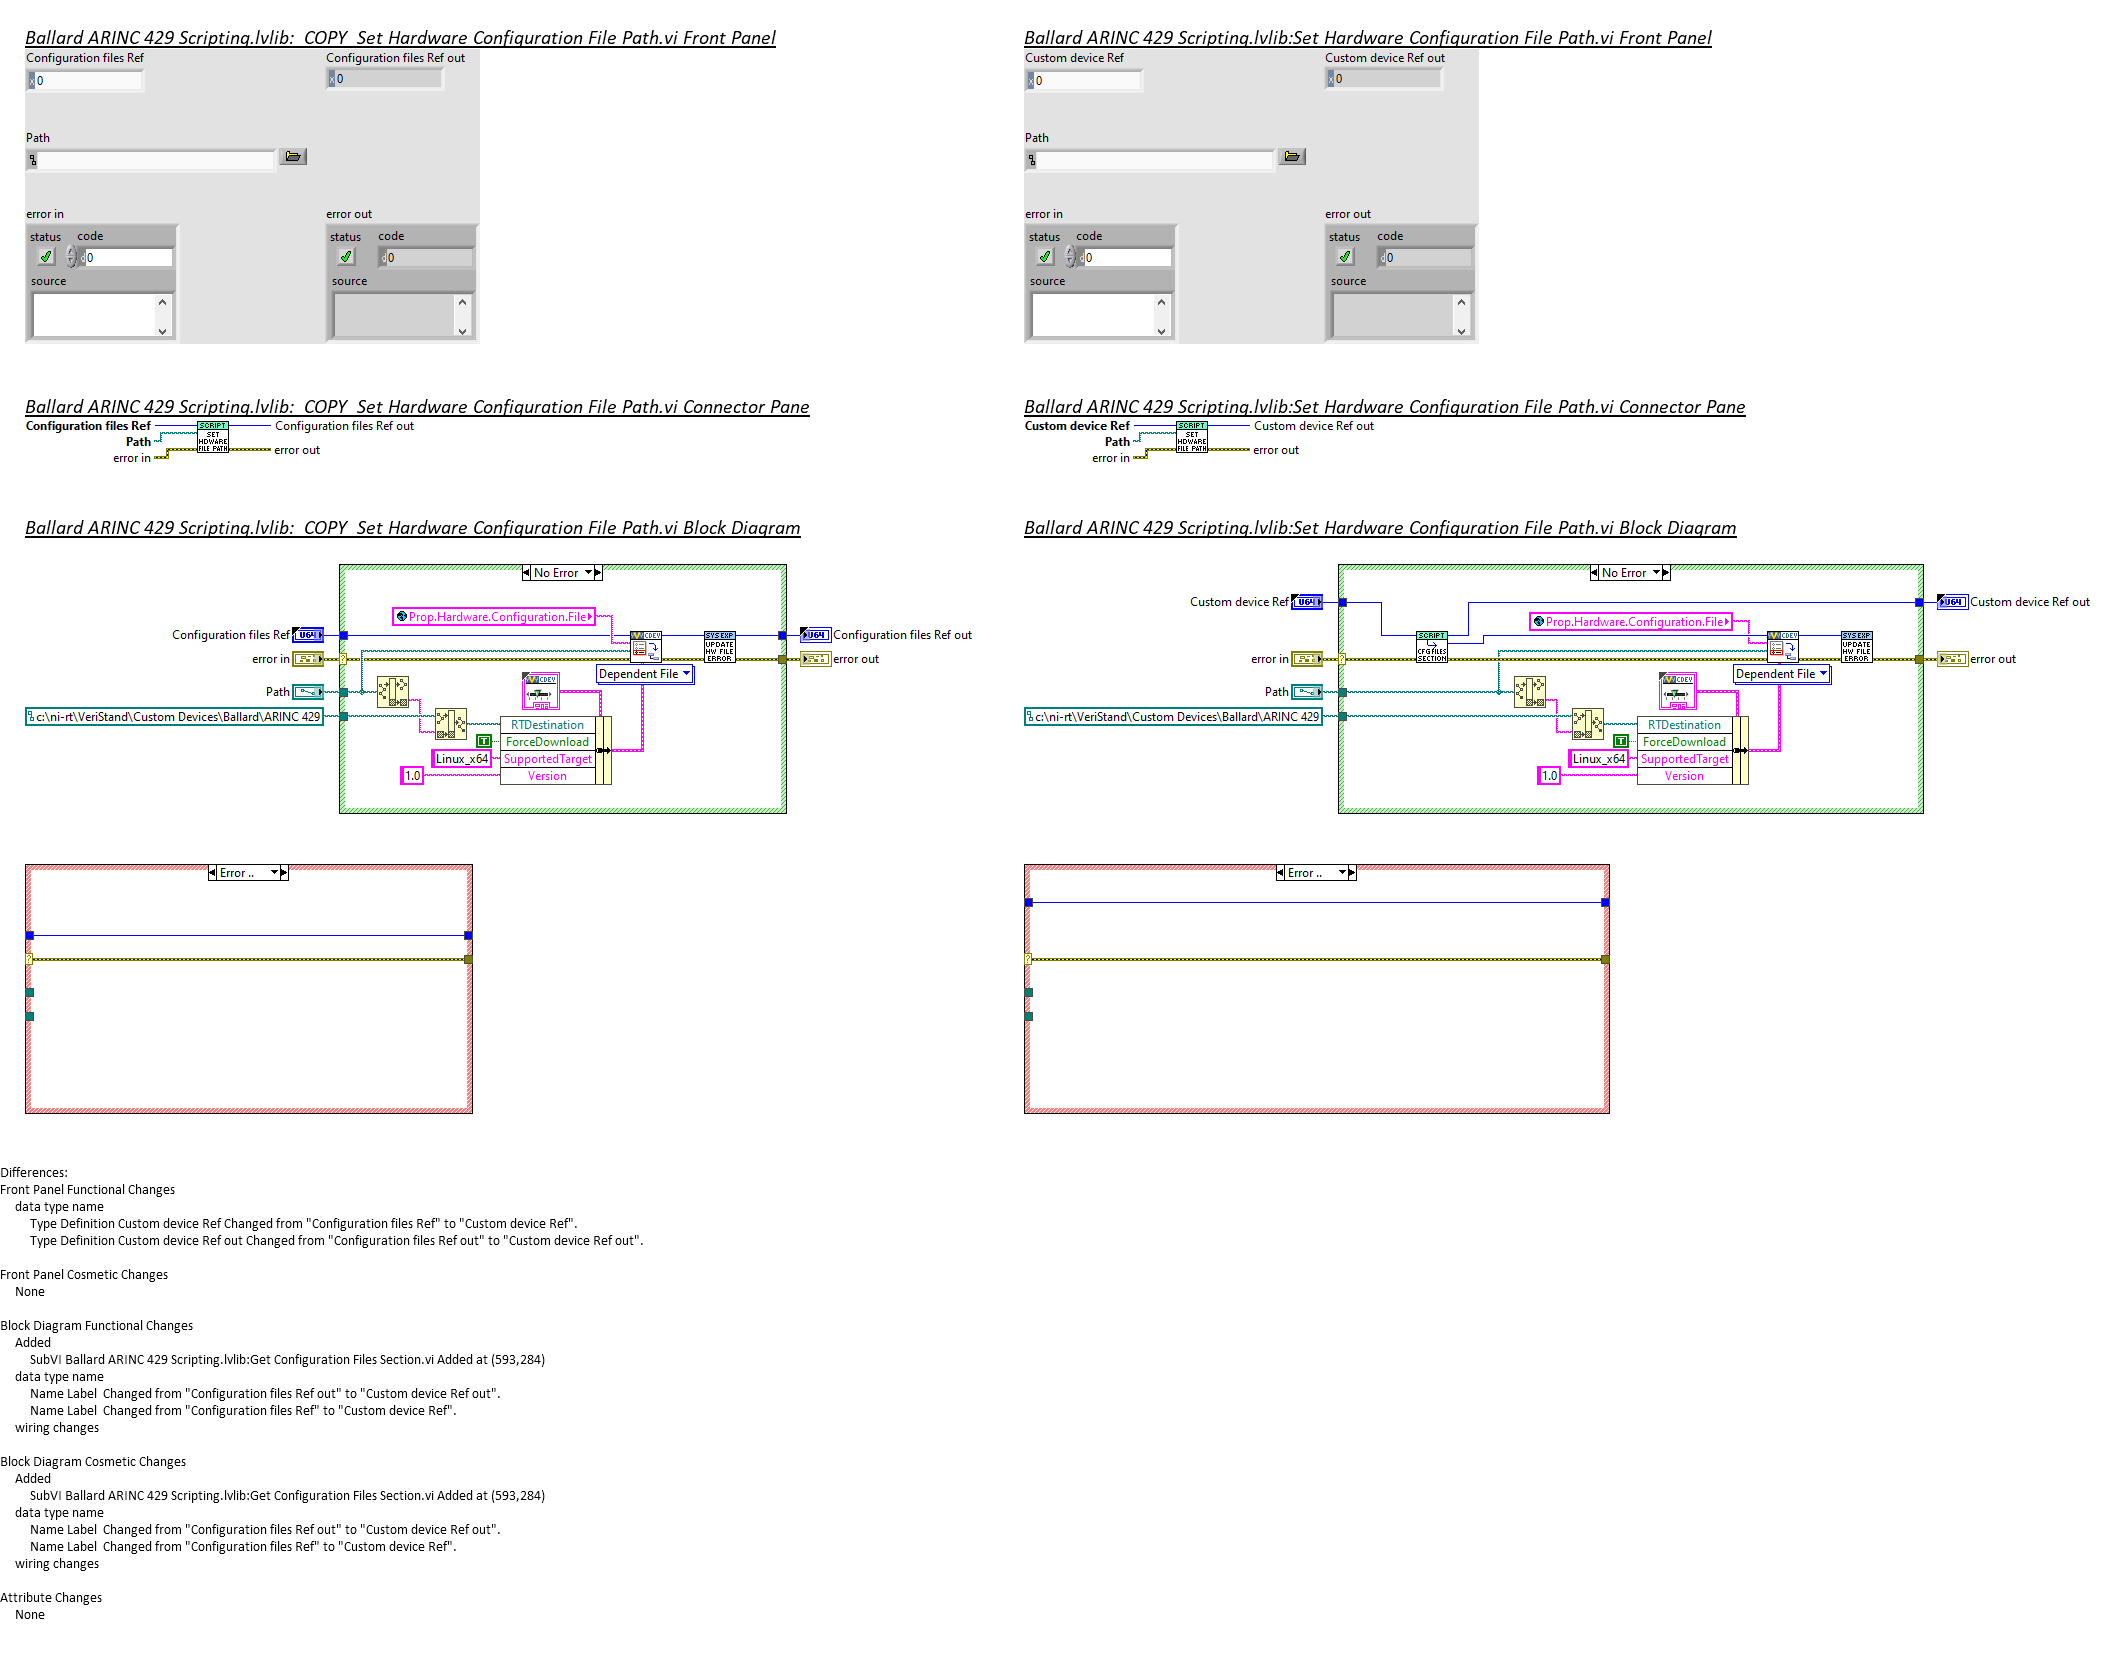 Ballard ARINC 429 Scripting.lvlib:_COPY_Set Hardware Configuration File Path.vi Front Panel
Configuration files Ref
Configuration files Ref out
x 0
x 0
Path
error in
error out
status
code
status
code
d 0
d 0
source
source
Ballard ARINC 429 Scripting.lvlib:Set Hardware Configuration File Path.vi Front Panel
Custom device Ref
Custom device Ref out
x 0
x 0
Path
error in
error out
status
code
status
code
d 0
d 0
source
source
Ballard ARINC 429 Scripting.lvlib:_COPY_Set Hardware Configuration File Path.vi Connector Pane
Configuration files Ref
Configuration files Ref out
Path
error in
error out
SCRIPT
SET
HDWARE
FILE PATH
Ballard ARINC 429 Scripting.lvlib:Set Hardware Configuration File Path.vi Connector Pane
Custom device Ref
Custom device Ref out
Path
error in
error out
SCRIPT
SET
HDWARE
FILE PATH
Ballard ARINC 429 Scripting.lvlib:_COPY_Set Hardware Configuration File Path.vi Block Diagram
No Error
Prop.Hardware.Configuration.File
Configuration files Ref
U64
CDEV
SYS EXP
UPDATE
HW FILE
ERROR
U64
Configuration files Ref out
error in
error out
Dependent File
Path
CDEV
c:\ni-rt\VeriStand\Custom Devices\Ballard\ARINC 429
RTDestination
T
ForceDownload
Linux_x64
SupportedTarget
1.0
Version
Error ..
Ballard ARINC 429 Scripting.lvlib:Set Hardware Configuration File Path.vi Block Diagram
No Error
Custom device Ref
U64
U64
Custom device Ref out
Prop.Hardware.Configuration.File
SCRIPT
CFG FILES
SECTION
CDEV
SYS EXP
UPDATE
HW FILE
ERROR
error in
error out
Dependent File
Path
CDEV
c:\ni-rt\VeriStand\Custom Devices\Ballard\ARINC 429
RTDestination
T
ForceDownload
Linux_x64
SupportedTarget
1.0
Version
Error ..
Differences:
Front Panel Functional Changes
data type name
Type Definition Custom device Ref Changed from "Configuration files Ref" to "Custom device Ref".
Type Definition Custom device Ref out Changed from "Configuration files Ref out" to "Custom device Ref out".
Front Panel Cosmetic Changes
None
Block Diagram Functional Changes
Added
SubVI Ballard ARINC 429 Scripting.lvlib:Get Configuration Files Section.vi Added at (593,284)
data type name
Name Label  Changed from "Configuration files Ref out" to "Custom device Ref out".
Name Label  Changed from "Configuration files Ref" to "Custom device Ref".
wiring changes
Block Diagram Cosmetic Changes
Added
SubVI Ballard ARINC 429 Scripting.lvlib:Get Configuration Files Section.vi Added at (593,284)
data type name
Name Label  Changed from "Configuration files Ref out" to "Custom device Ref out".
Name Label  Changed from "Configuration files Ref" to "Custom device Ref".
wiring changes
Attribute Changes
None